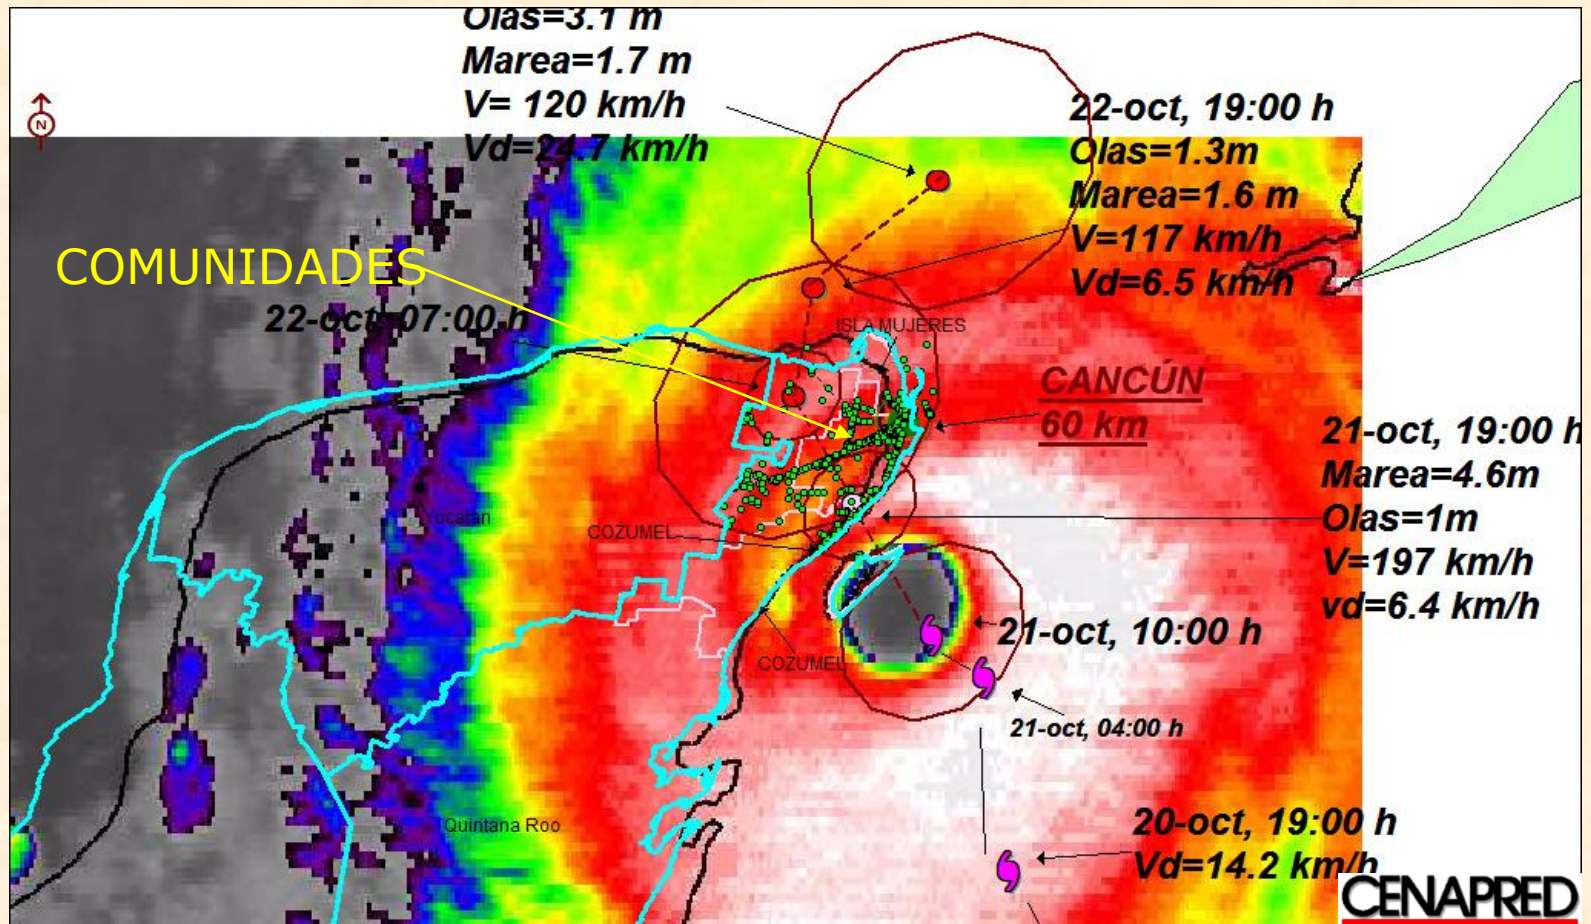 Olas=3.1 m
Marea=1.7 m
V= 120 km/h
Vd=24.7 km/h
22-oct, 19:00 h
Olas=1.3m
Marea=1.6 m
V=117 km/h
Vd=6.5 km/h
N
COMUNIDADES
22-oct, 07:00 h
ISLA MUJERES
CANCÚN
60 km
21-oct, 19:00 h
Marea=4.6m
Olas=1m
V=197 km/h
vd=6.4 km/h
Yucatán
COZUMEL
21-oct, 10:00 h
COZUMEL
21-oct, 04:00 h
Quintana Roo
20-oct, 19:00 h
Vd=14.2 km/h
CENAPRED